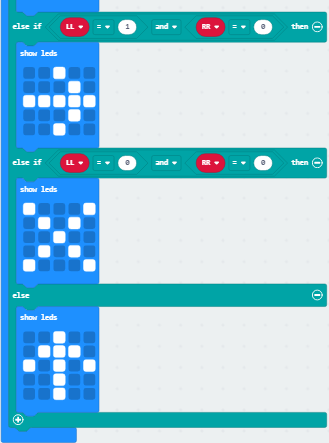 else if LL = 1 and RR = 0 then
show leds
else if LL = 0 and RR = 0 then
show leds
else
show leds